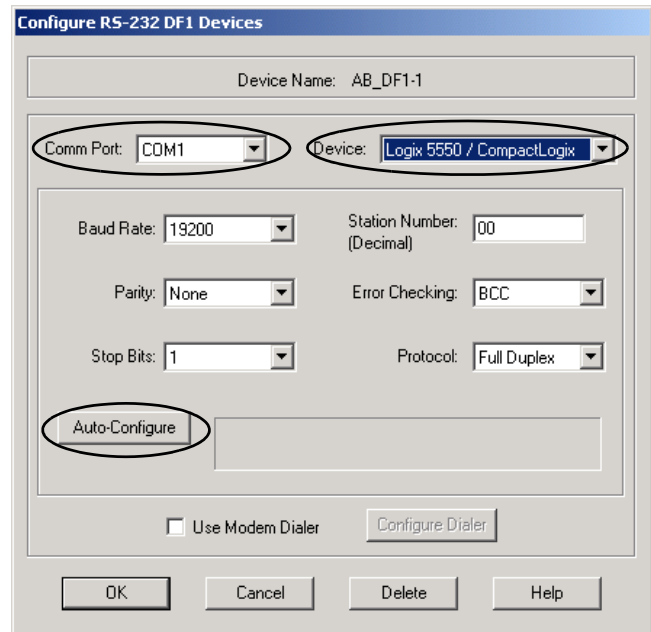 Configure RS-232 DF1 Devices
Device Name: AB_DF1-1
Comm Port: COM1 Device: Logix 5550 / CompactLogix
Baud Rate: 19200 Station Number: 00
(Decimal)
Parity: None Error Checking: BCC
Stop Bits: 1 Protocol: Full Duplex
Auto-Configure
Use Modem Dialer Configure Dialer
OK Cancel Delete Help